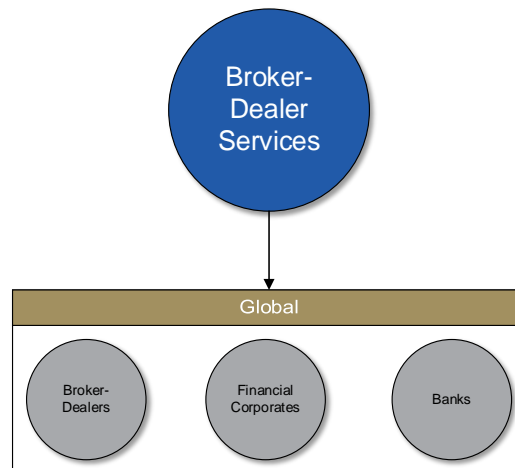 Broker-
Dealer
Services
Global
Broker-
Dealers
Financial
Corporates
Banks